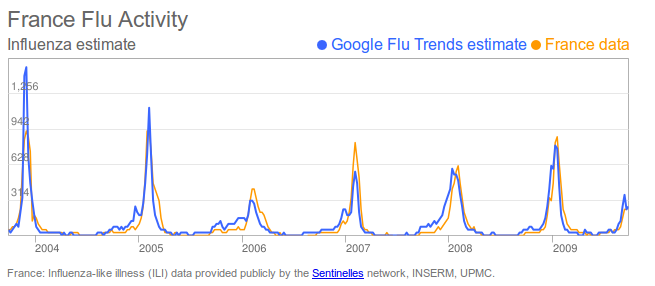 France Flu Activity
Influenza estimate
Google Flu Trends estimate France data
1,256
942
628
314
2004 2005 2006 2007 2008 2009
France: Influenza-like illness (ILI) data provided publicly by the Sentinelles network, INSERM, UPMC.